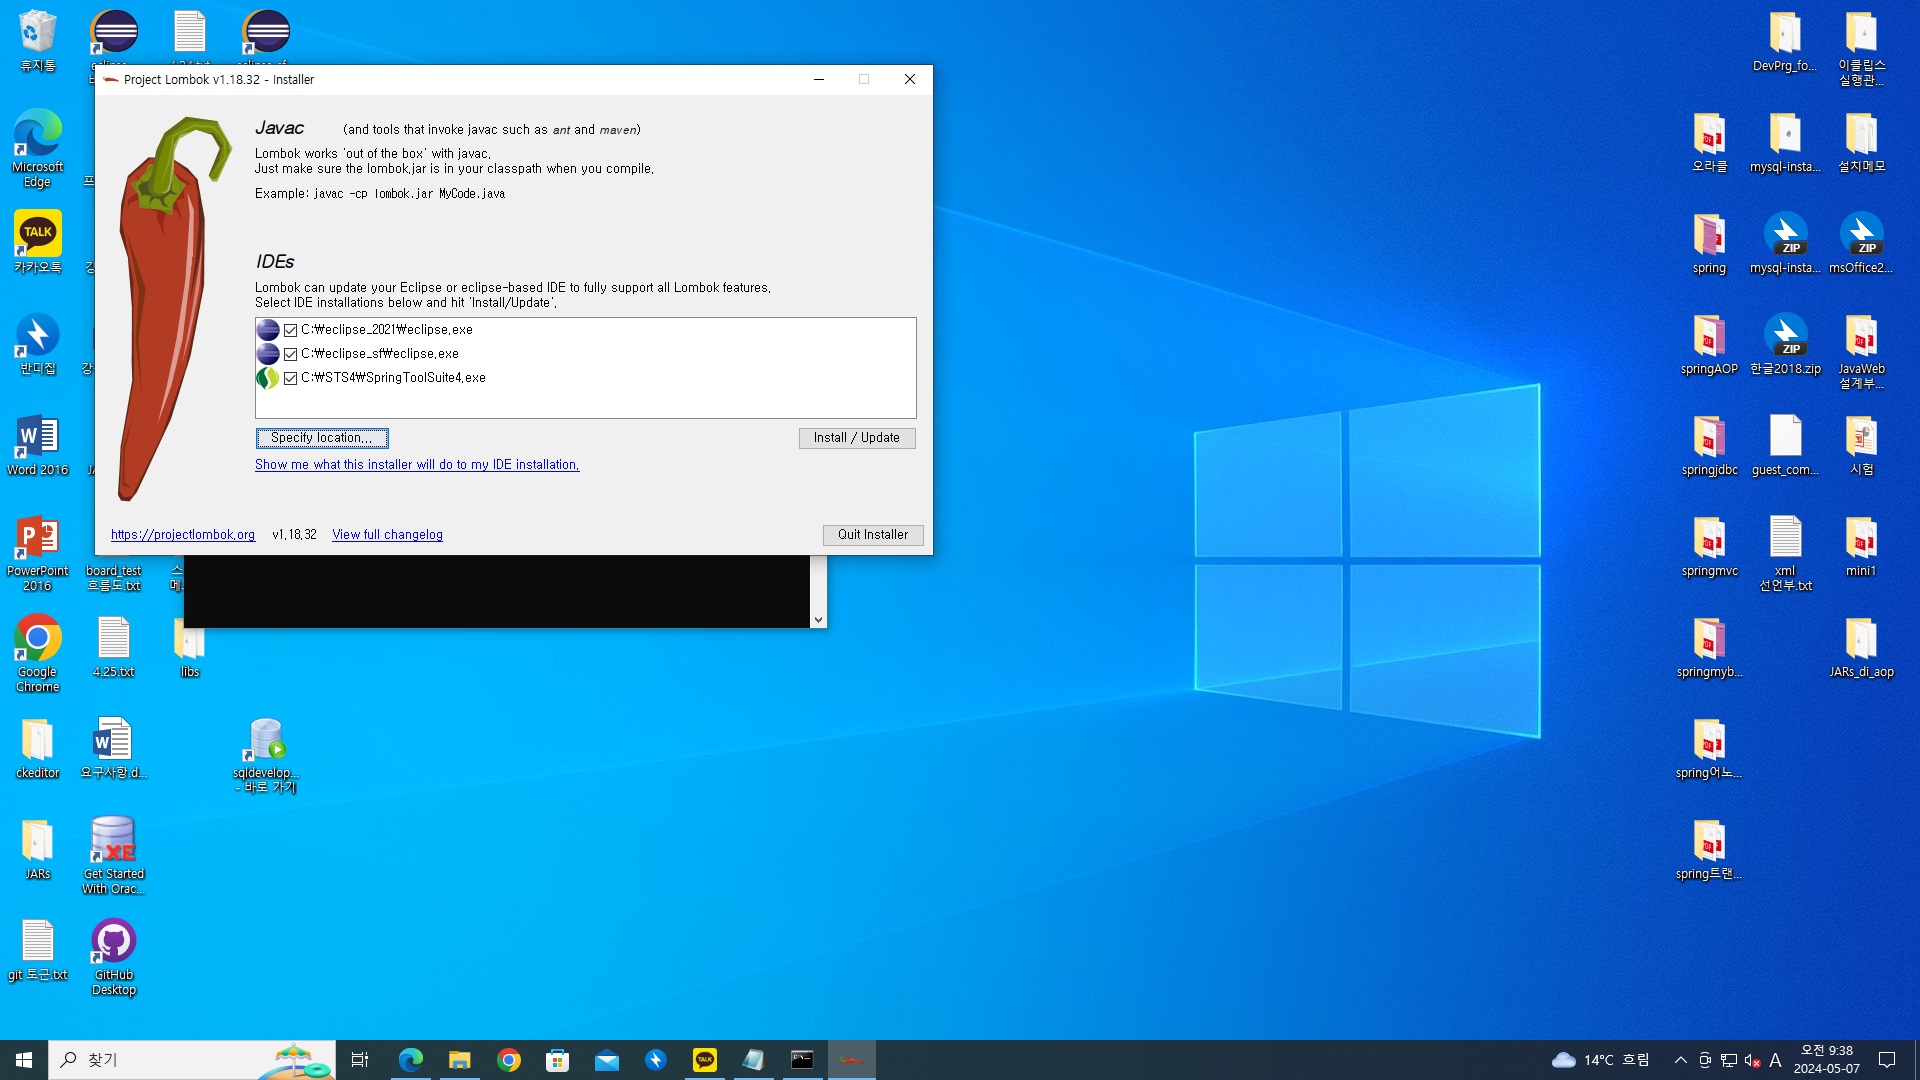 휴지통
eclipse
4.24.txt
Project Lombok v1.18.32 - Installer
Javac (and tools that invoke javac such as ant and maven)
Lombok works 'out of the box' with javac.
Just make sure the lombok.jar is in your classpath when you compile.
Example: javac -cp lombok.jar MyCode.java
IDEs
Lombok can update your Eclipse or eclipse-based IDE to fully support all Lombok features.
Select IDE installations below and hit 'Install/Update'.
C:₩eclipse_2021₩eclipse.exe
C:₩eclipse_sf₩eclipse.exe
C:₩STS4₩SpringToolSuite4.exe
Specify location...
Install / Update
Show me what this installer will do to my IDE installation.
https://projectlombok.org
v1.18.32
View full changelog
Quit Installer
Microsoft
Edge
TALK
카카오톡
반디집
Word 2016
PowerPoint
2016
board_test
흐름도.txt
Google
Chrome
4.25.txt
libs
ckeditor
요구사항.d...
sqldevelop...
- 바로 가기
JARs
XE
Get Started
With Orac...
git 토근.txt
GitHub
Desktop
DevPrg_fo...
이클립스
실행관...
오라클
mysql-insta...
설치메모
spring
ZIP
mysql-insta...
ZIP
msOffice2...
springAOP
ZIP
한글2018.zip
JavaWeb
설계부...
springjdbc
guest_com...
시험
springmvc
xml
선언부.txt
mini1
springmyb...
JARs_di_aop
spring어노...
spring트랜...
찾기
TALK
14°C 흐림
A
오전 9:38
2024-05-07